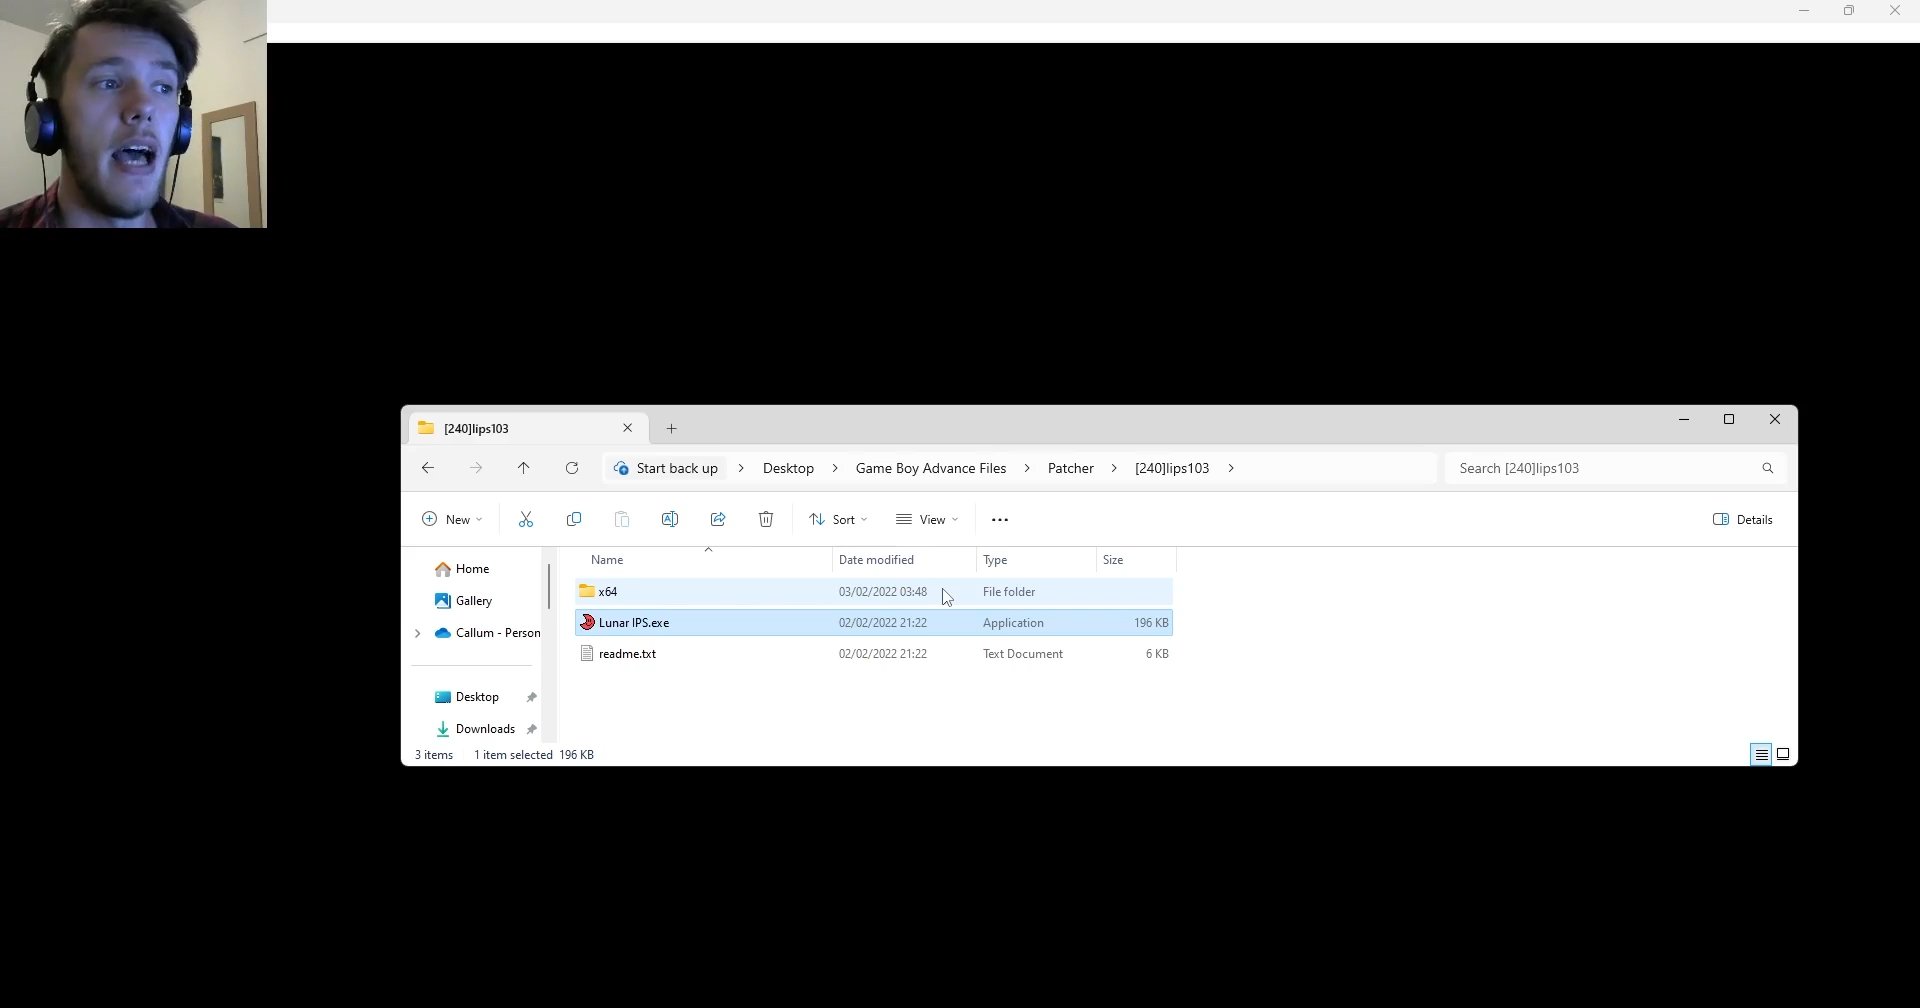 [240]lips103
Start back up > Desktop > Game Boy Advance Files > Patcher > [240]lips103 >
Search [240]lips103
New
Sort
View
Details
Name Date modified Type Size
Home
Gallery
Callum - Person
Desktop
Downloads
x64 03/02/2022 03:48 File folder
Lunar IPS.exe 02/02/2022 21:22 Application 196 KB
readme.txt 02/02/2022 21:22 Text Document 6 KB
3 items 1 item selected 196 KB